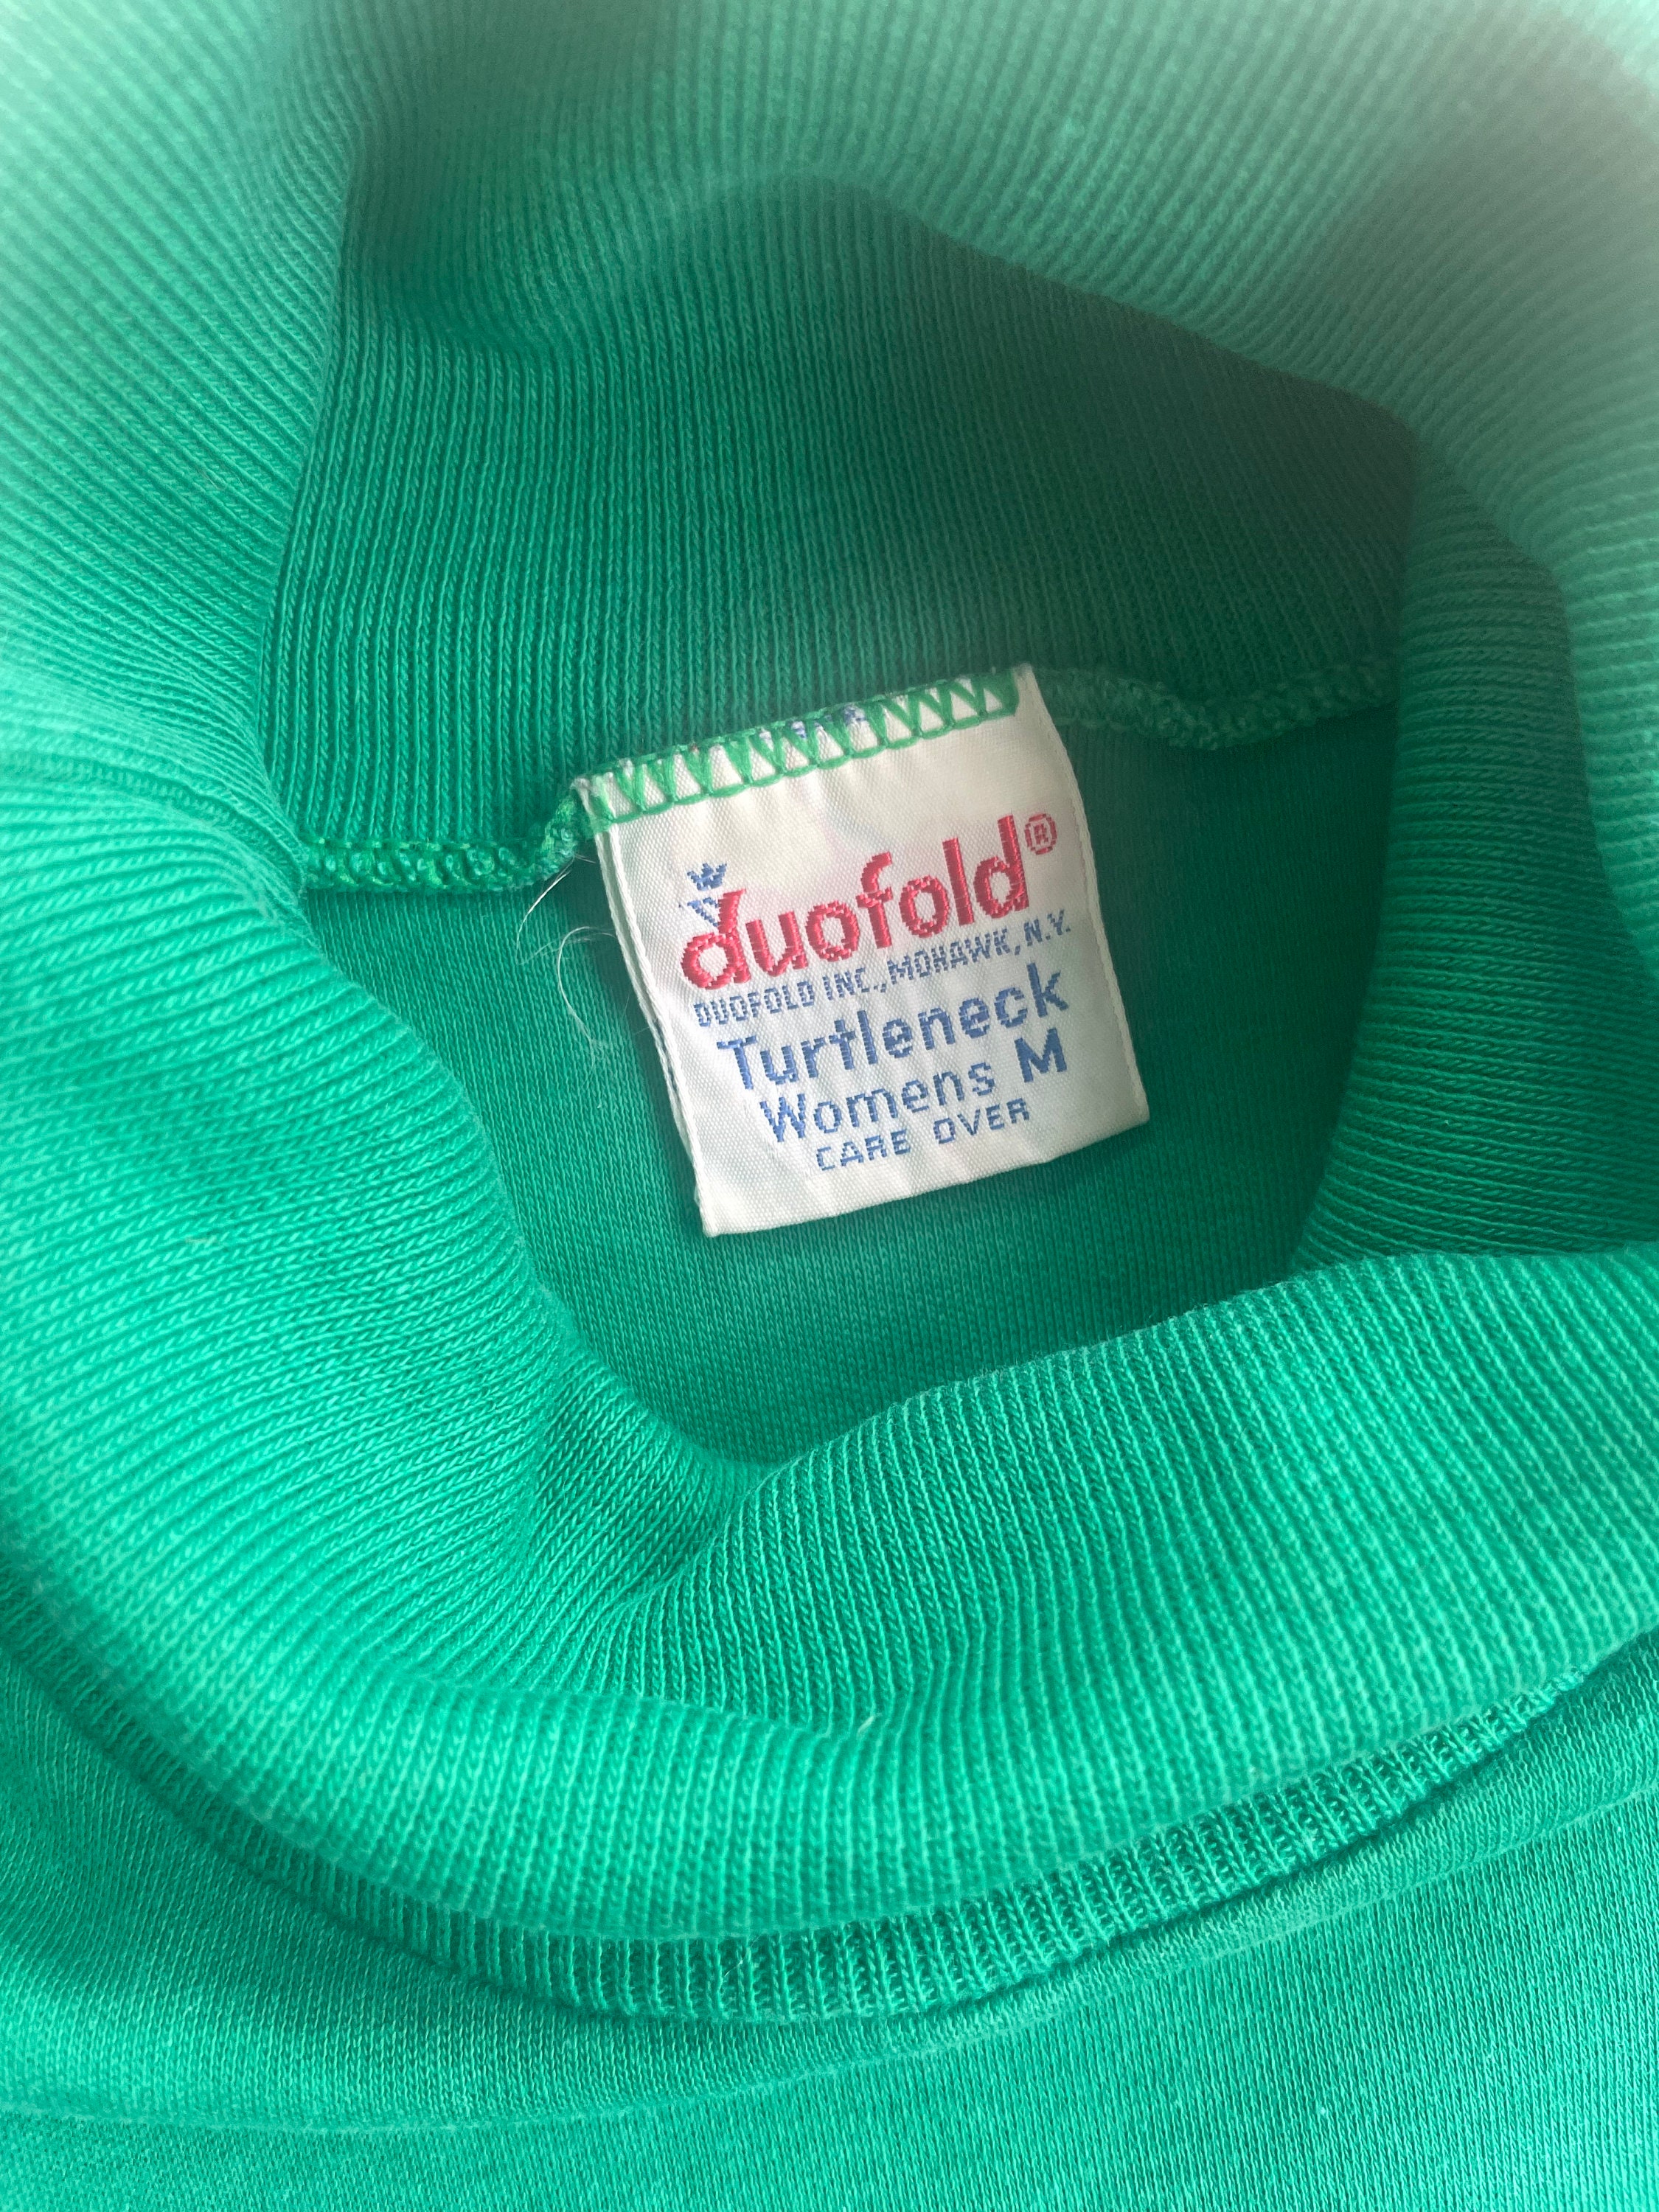 duofold®
DUOFOLD INC., MOHAWK, N.Y.
Turtleneck
Womens M
CARE OVER